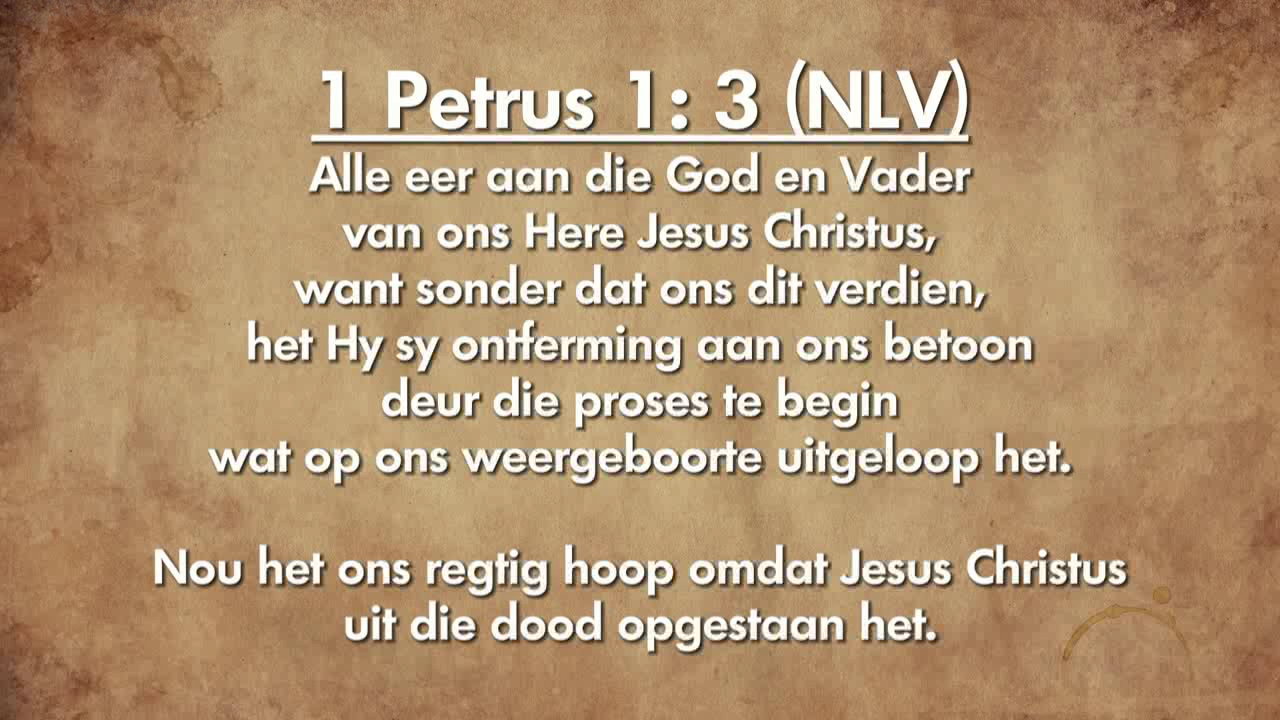 1 Petrus 1: 3 (NLV)
Alle eer aan die God en Vader
van ons Here Jesus Christus,
want sonder dat ons dit verdien,
het Hy sy ontferming aan ons betoon
deur die proses te begin
wat op ons weergeboorte uitgeloop het.
Nou het ons regtig hoop omdat Jesus Christus
uit die dood opgestaan het.